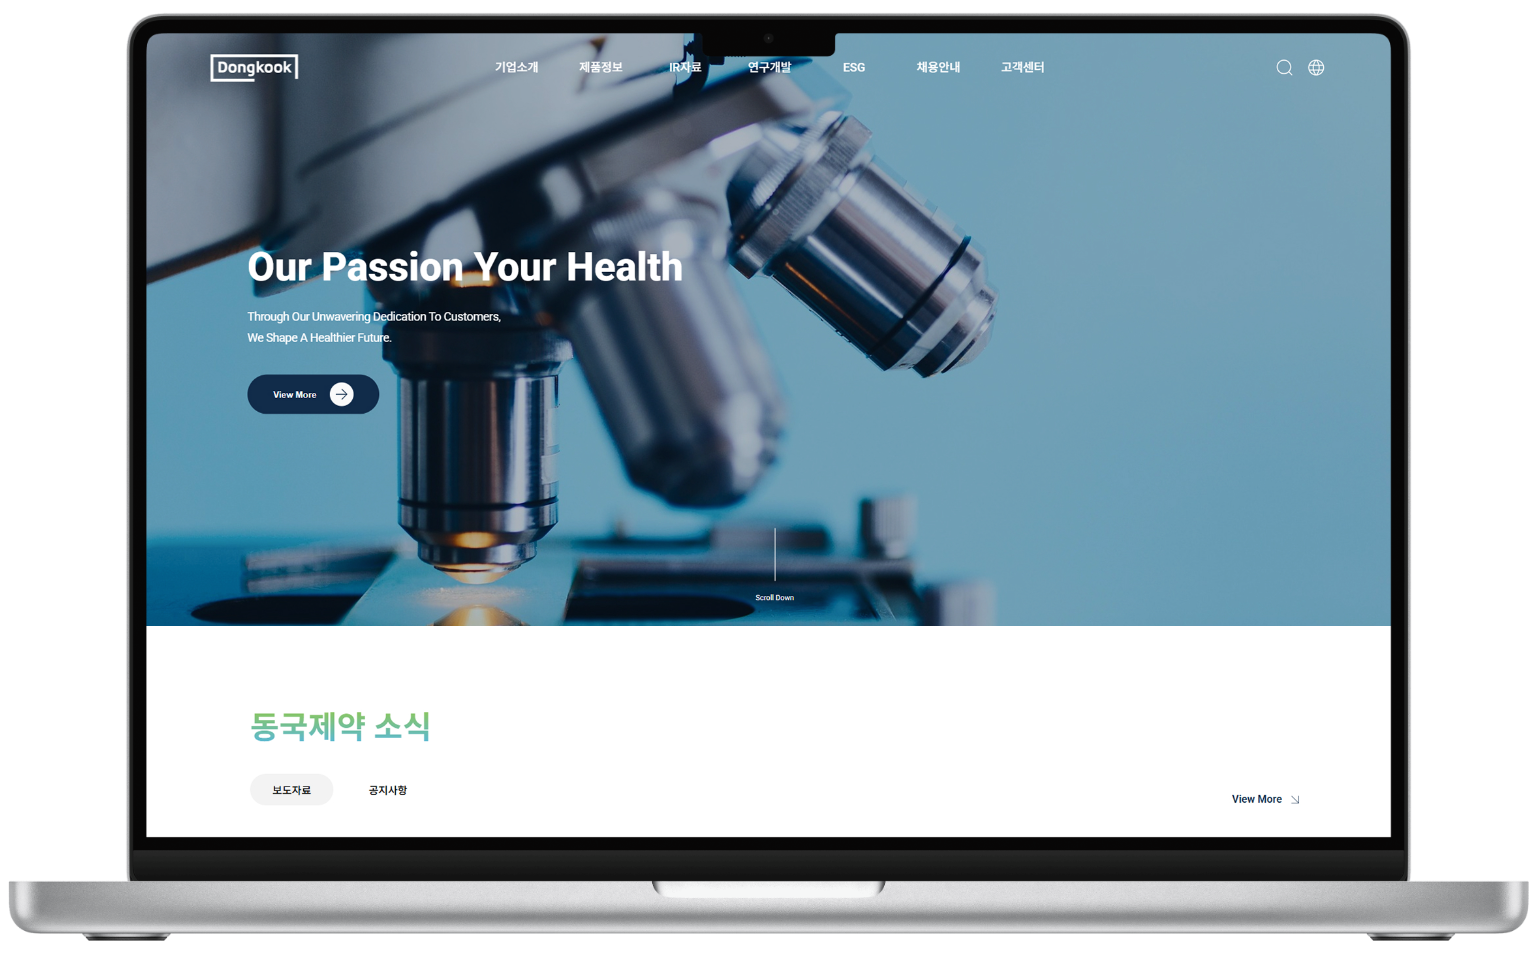 Dongkook
기업소개 제품정보 IR자료 연구개발 ESG 채용안내 고객센터
Our Passion Your Health
Through Our Unwavering Dedication To Customers,
We Shape A Healthier Future.
View More
Scroll Down
동국제약 소식
보도자료 공지사항
View More